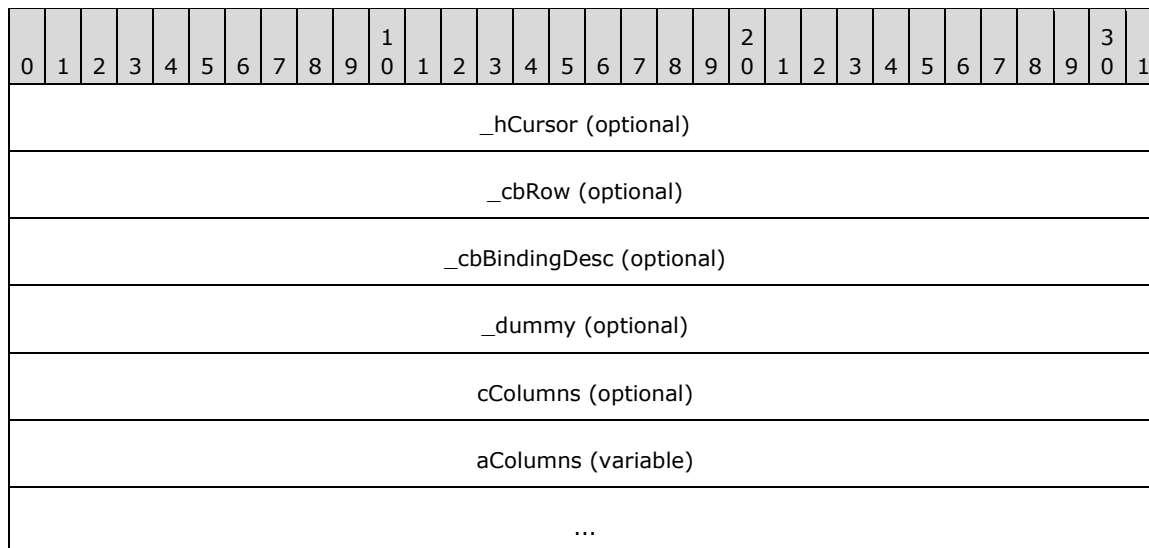 1 2 3
0 1 2 3 4 5 6 7 8 9 0 1 2 3 4 5 6 7 8 9 0 1 2 3 4 5 6 7 8 9 0 1
_hCursor (optional)
_cbRow (optional)
_cbBindingDesc (optional)
_dummy (optional)
cColumns (optional)
aColumns (variable)
...